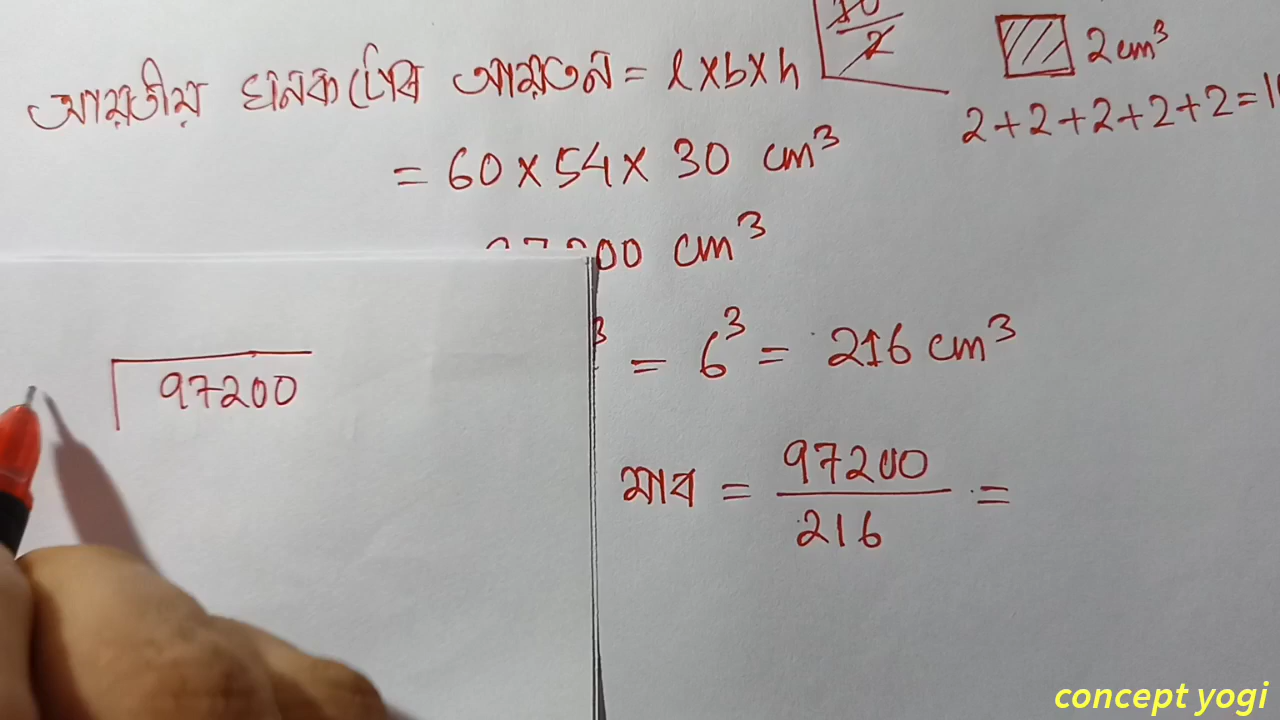 আয়তীয় ঘনকটোৰ আয়তন = l×b×h
= 60 × 54 × 30 cm³
00 cm³
³ = 6³ = 216 cm³
97200
যাব = 97200 / 216 =
2 cm³
2+2+2+2+2=1
concept yogi